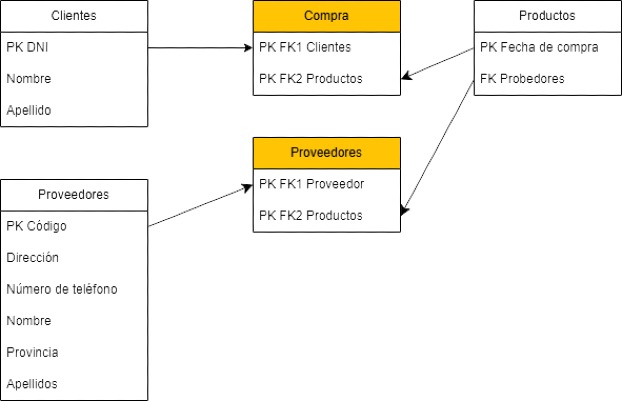 Clientes
PK DNI
Nombre
Apellido
Compra
PK FK1 Clientes
PK FK2 Productos
Productos
PK Fecha de compra
FK Probedores
Proveedores
PK FK1 Proveedor
PK FK2 Productos
Proveedores
PK Código
Dirección
Número de teléfono
Nombre
Provincia
Apellidos